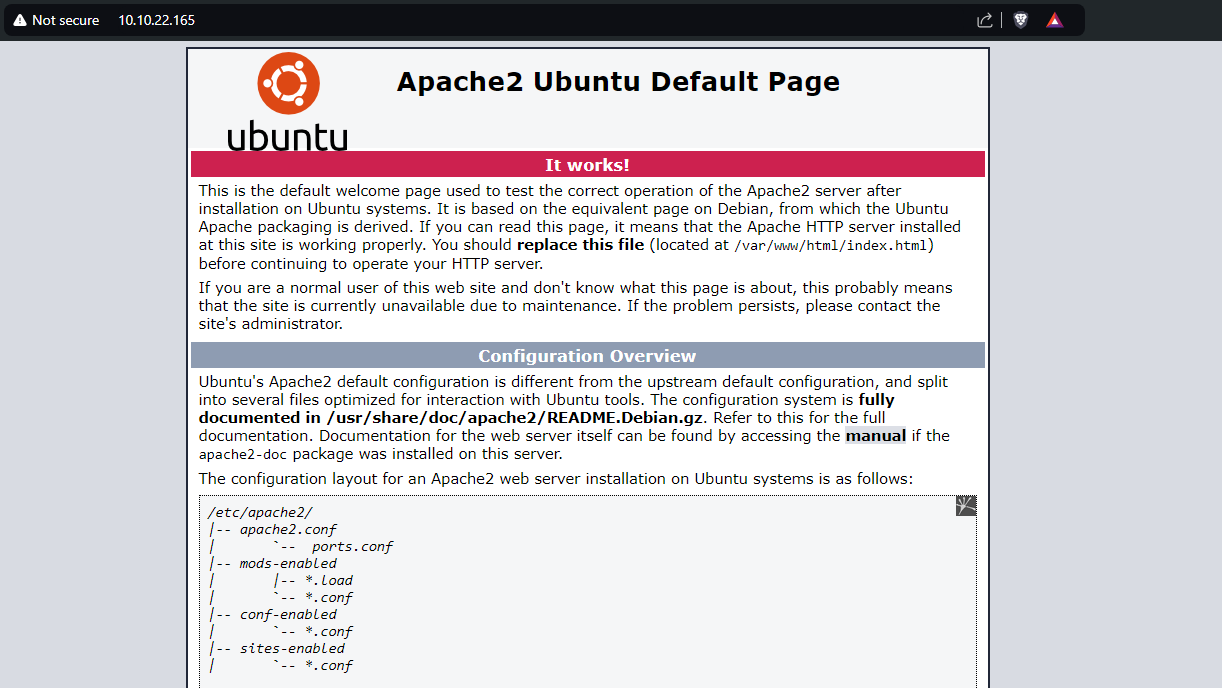 Not secure 10.10.22.165
Apache2 Ubuntu Default Page
ubuntu
It works!
This is the default welcome page used to test the correct operation of the Apache2 server after
installation on Ubuntu systems. It is based on the equivalent page on Debian, from which the Ubuntu
Apache packaging is derived. If you can read this page, it means that the Apache HTTP server installed
at this site is working properly. You should replace this file (located at /var/www/html/index.html)
before continuing to operate your HTTP server.
If you are a normal user of this web site and don't know what this page is about, this probably means
that the site is currently unavailable due to maintenance. If the problem persists, please contact the
site's administrator.
Configuration Overview
Ubuntu's Apache2 default configuration is different from the upstream default configuration, and split
into several files optimized for interaction with Ubuntu tools. The configuration system is fully
documented in /usr/share/doc/apache2/README.Debian.gz. Refer to this for the full
documentation. Documentation for the web server itself can be found by accessing the manual if the
apache2-doc package was installed on this server.
The configuration layout for an Apache2 web server installation on Ubuntu systems is as follows:
/etc/apache2/
|-- apache2.conf
|       `--  ports.conf
|-- mods-enabled
|       |-- *.load
|       `-- *.conf
|-- conf-enabled
|       `-- *.conf
|-- sites-enabled
|       `-- *.conf